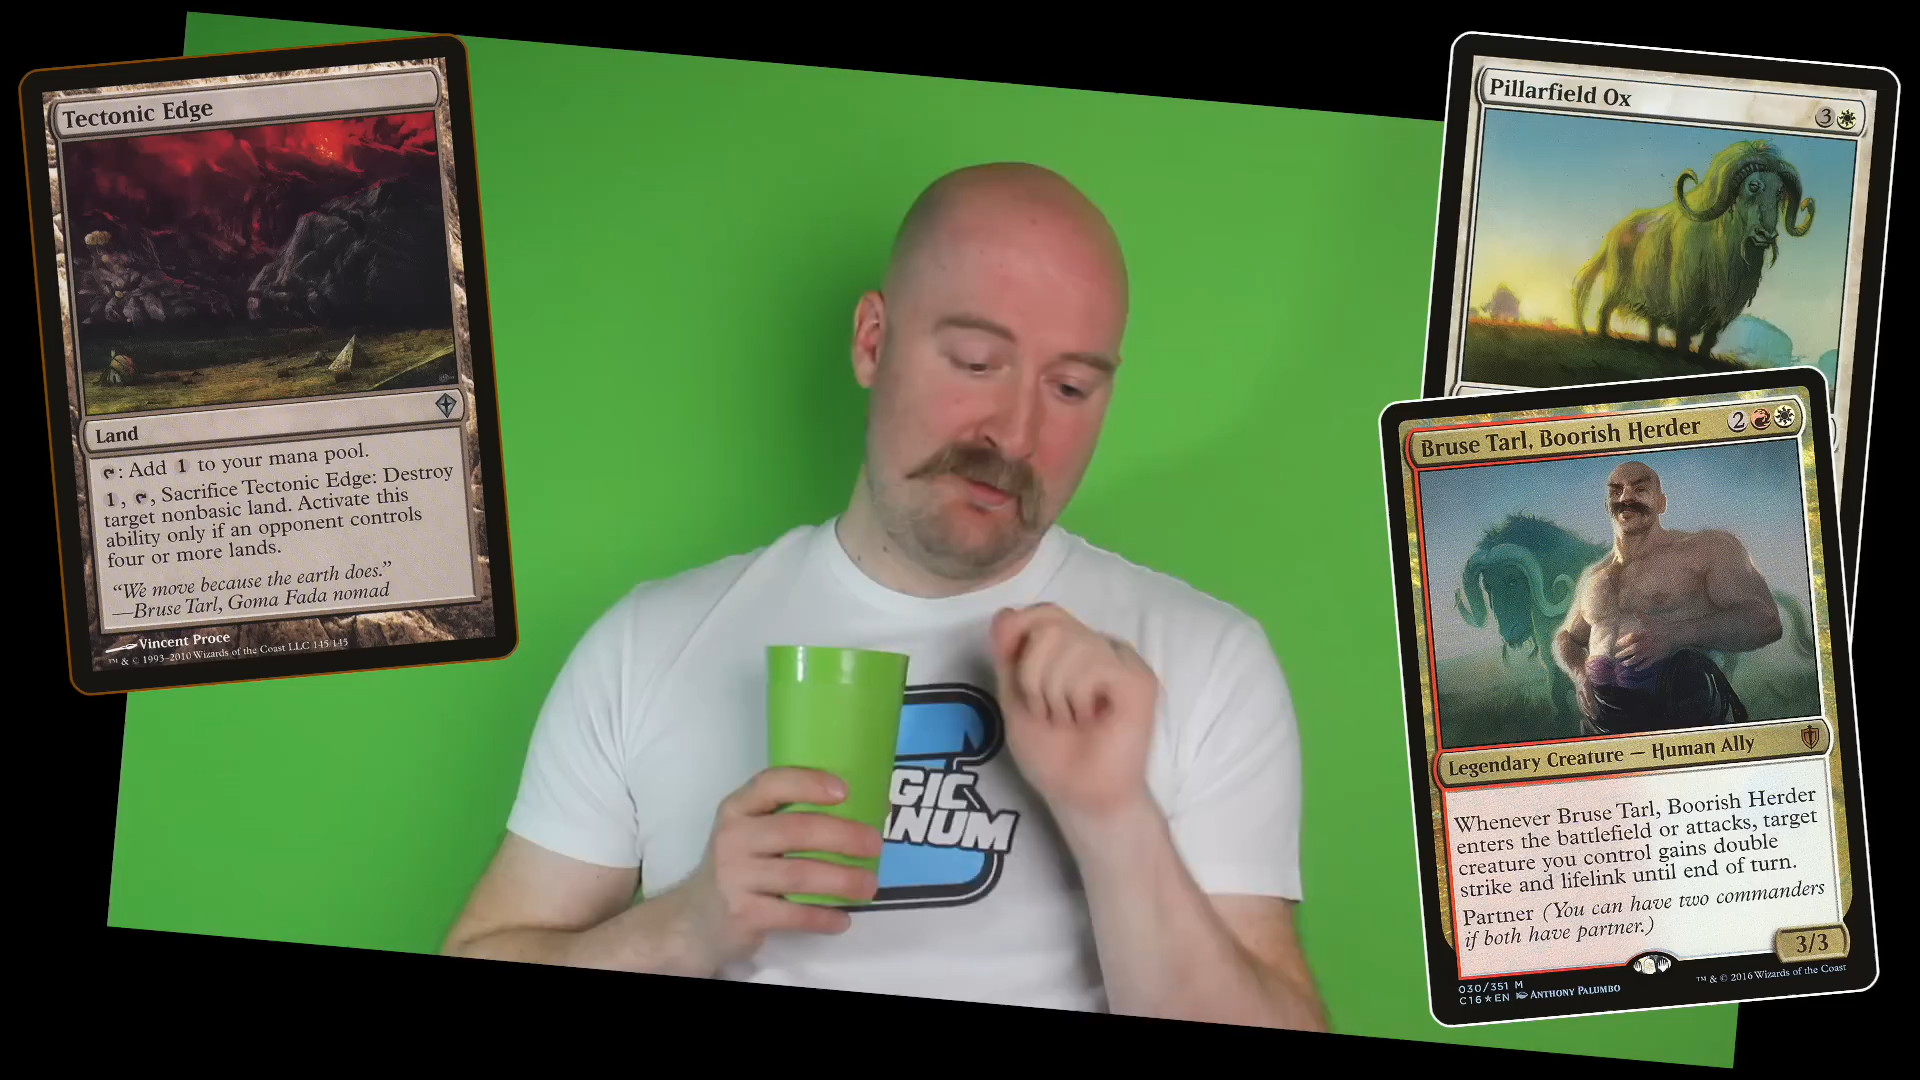 Tectonic Edge
Land
: Add 1 to your mana pool.
1, , Sacrifice Tectonic Edge: Destroy
target nonbasic land. Activate this
ability only if an opponent controls
four or more lands.
“We move because the earth does.”
—Bruse Tarl, Goma Fada nomad
Vincent Proce
™ & © 1993–2010 Wizards of the Coast LLC 145/145
GIC
ANUM
Pillarfield Ox
3
Bruse Tarl, Boorish Herder
2
Legendary Creature — Human Ally
Whenever Bruse Tarl, Boorish Herder
enters the battlefield or attacks, target
creature you control gains double
strike and lifelink until end of turn.
Partner (You can have two commanders
if both have partner.)
3/3
030/351 M
C16★EN Anthony Palumbo
™ & © 2016 Wizards of the Coast